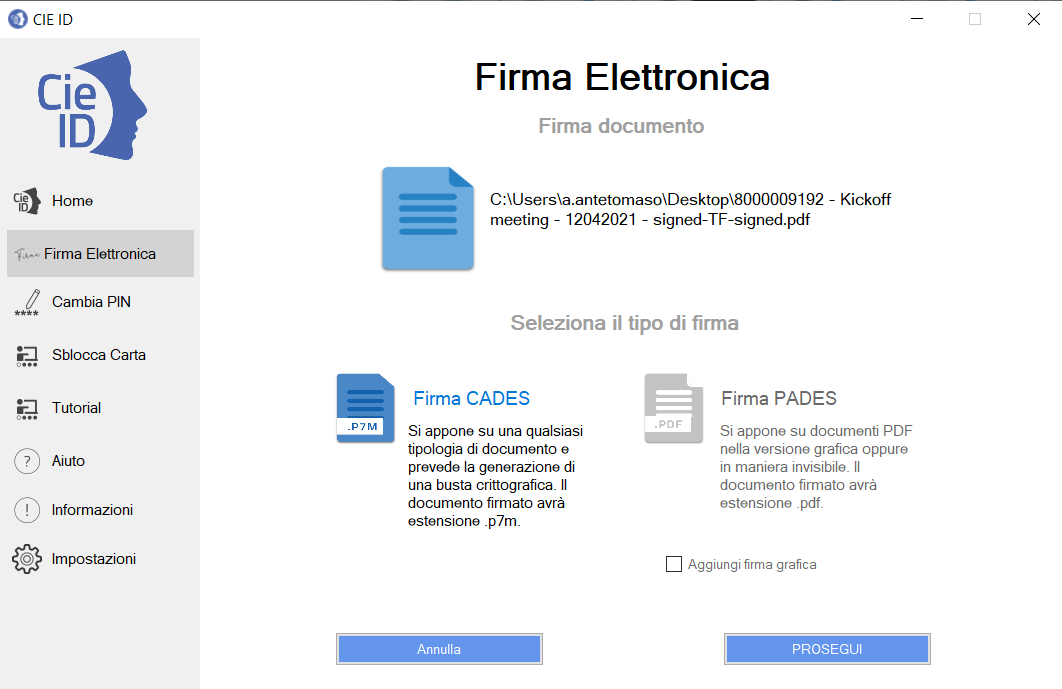 CIE ID
Cie
ID
Home
Firma Elettronica
Cambia PIN
Sblocca Carta
Tutorial
Aiuto
Informazioni
Impostazioni
Firma Elettronica
Firma documento
C:\Users\a.antetomaso\Desktop\8000009192 - Kickoff
meeting - 12042021 - signed-TF-signed.pdf
Seleziona il tipo di firma
.P7M
Firma CADES
Si appone su una qualsiasi
tipologia di documento e
prevede la generazione di
una busta crittografica. Il
documento firmato avrà
estensione .p7m.
.PDF
Firma PADES
Si appone su documenti PDF
nella versione grafica oppure
in maniera invisibile. Il
documento firmato avrà
estensione .pdf.
Aggiungi firma grafica
Annulla
PROSEGUI